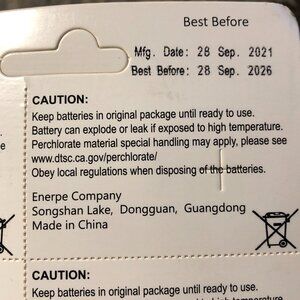 Best Before
Mfg. Date: 28 Sep. 2021
Best Before: 28 Sep. 2026
CAUTION:
Keep batteries in original package until ready to use.
Battery can explode or leak if exposed to high temperature.
Perchlorate material special handling may apply, please see
www.dtsc.ca.gov/perchlorate/
Obey local regulations when disposing of the batteries.
Enerpe Company
Songshan Lake, Dongguan, Guangdong
Made in China
CAUTION:
Keep batteries in original package until ready to use.